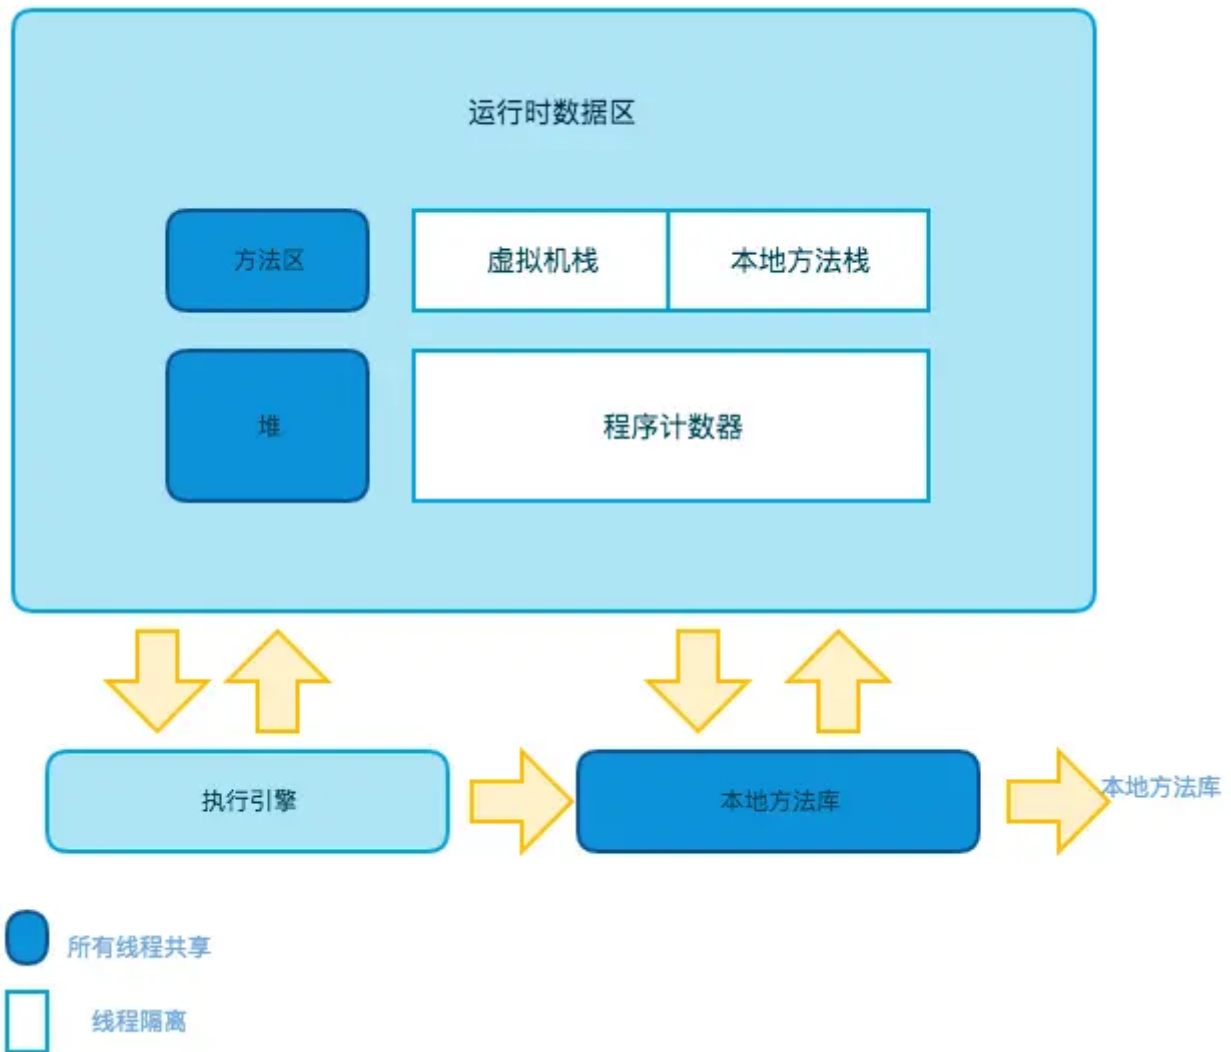 运行时数据区
方法区
虚拟机栈
本地方法栈
堆
程序计数器
执行引擎
本地方法库
本地方法库
所有线程共享
线程隔离